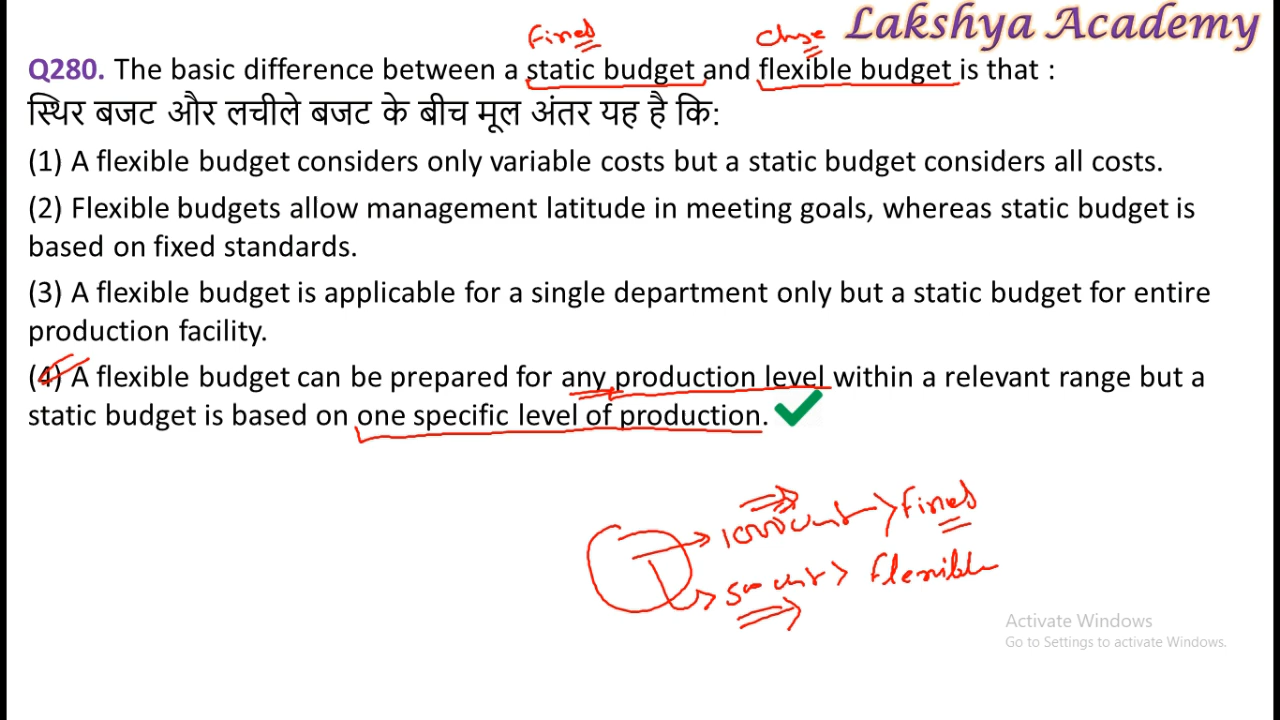 Lakshya Academy
Fixed
Q280. The basic difference between a static budget and flexible budget is that :
स्थिर बजट और लचीले बजट के बीच मूल अंतर यह है कि:
(1) A flexible budget considers only variable costs but a static budget considers all costs.
(2) Flexible budgets allow management latitude in meeting goals, whereas static budget is
based on fixed standards.
(3) A flexible budget is applicable for a single department only but a static budget for entire
production facility.
(4) A flexible budget can be prepared for any production level within a relevant range but a
static budget is based on one specific level of production.
Fixed
flexible
Activate Windows
Go to Settings to activate Windows.